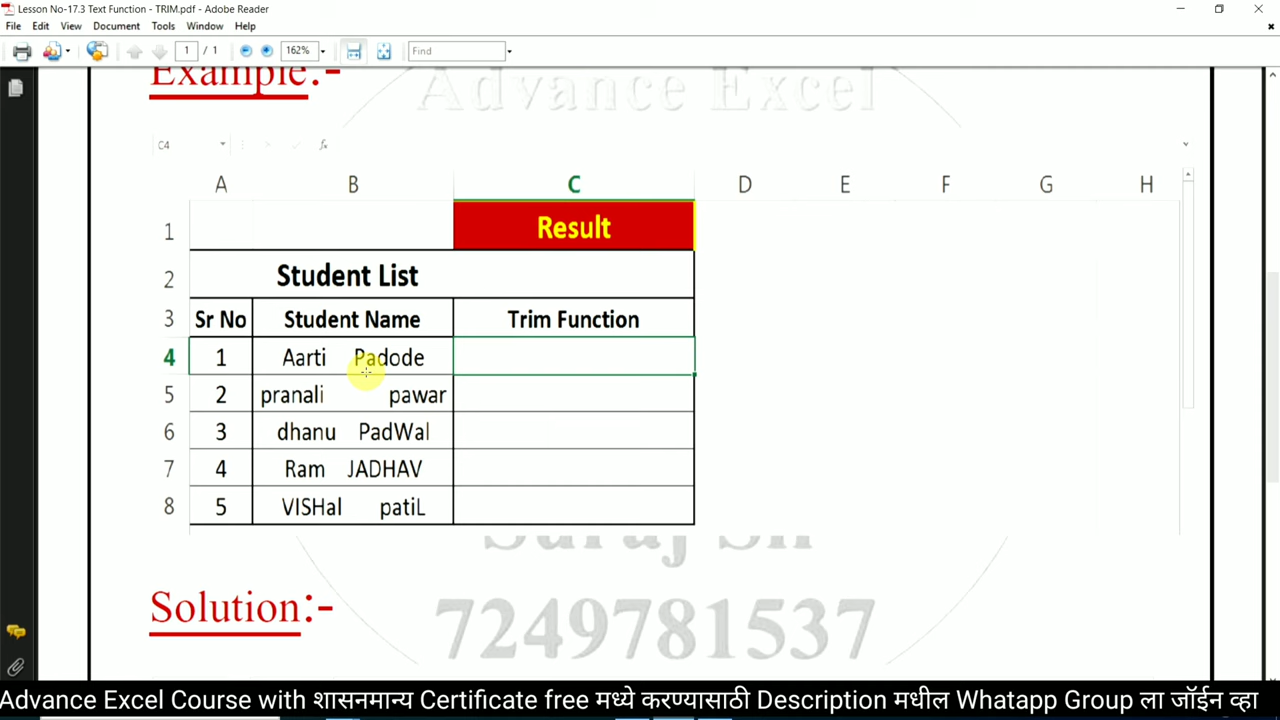 Lesson No-17.3 Text Function - TRIM.pdf - Adobe Reader
File Edit View Document Tools Window Help
1 / 1 162% Find
Example:-
Advance Excel
C4 fx
A B C D E F G H
1 Result
2 Student List
3 Sr No Student Name Trim Function
4 1 Aarti Padode
5 2 pranali pawar
6 3 dhanu PadWal
7 4 Ram JADHAV
8 5 VISHal patiL
Suraj Sir
Solution:-
7249781537
Advance Excel Course with शासनमान्य Certificate free मध्ये करण्यासाठी Description मधील Whatapp Group ला जॉईन व्हा